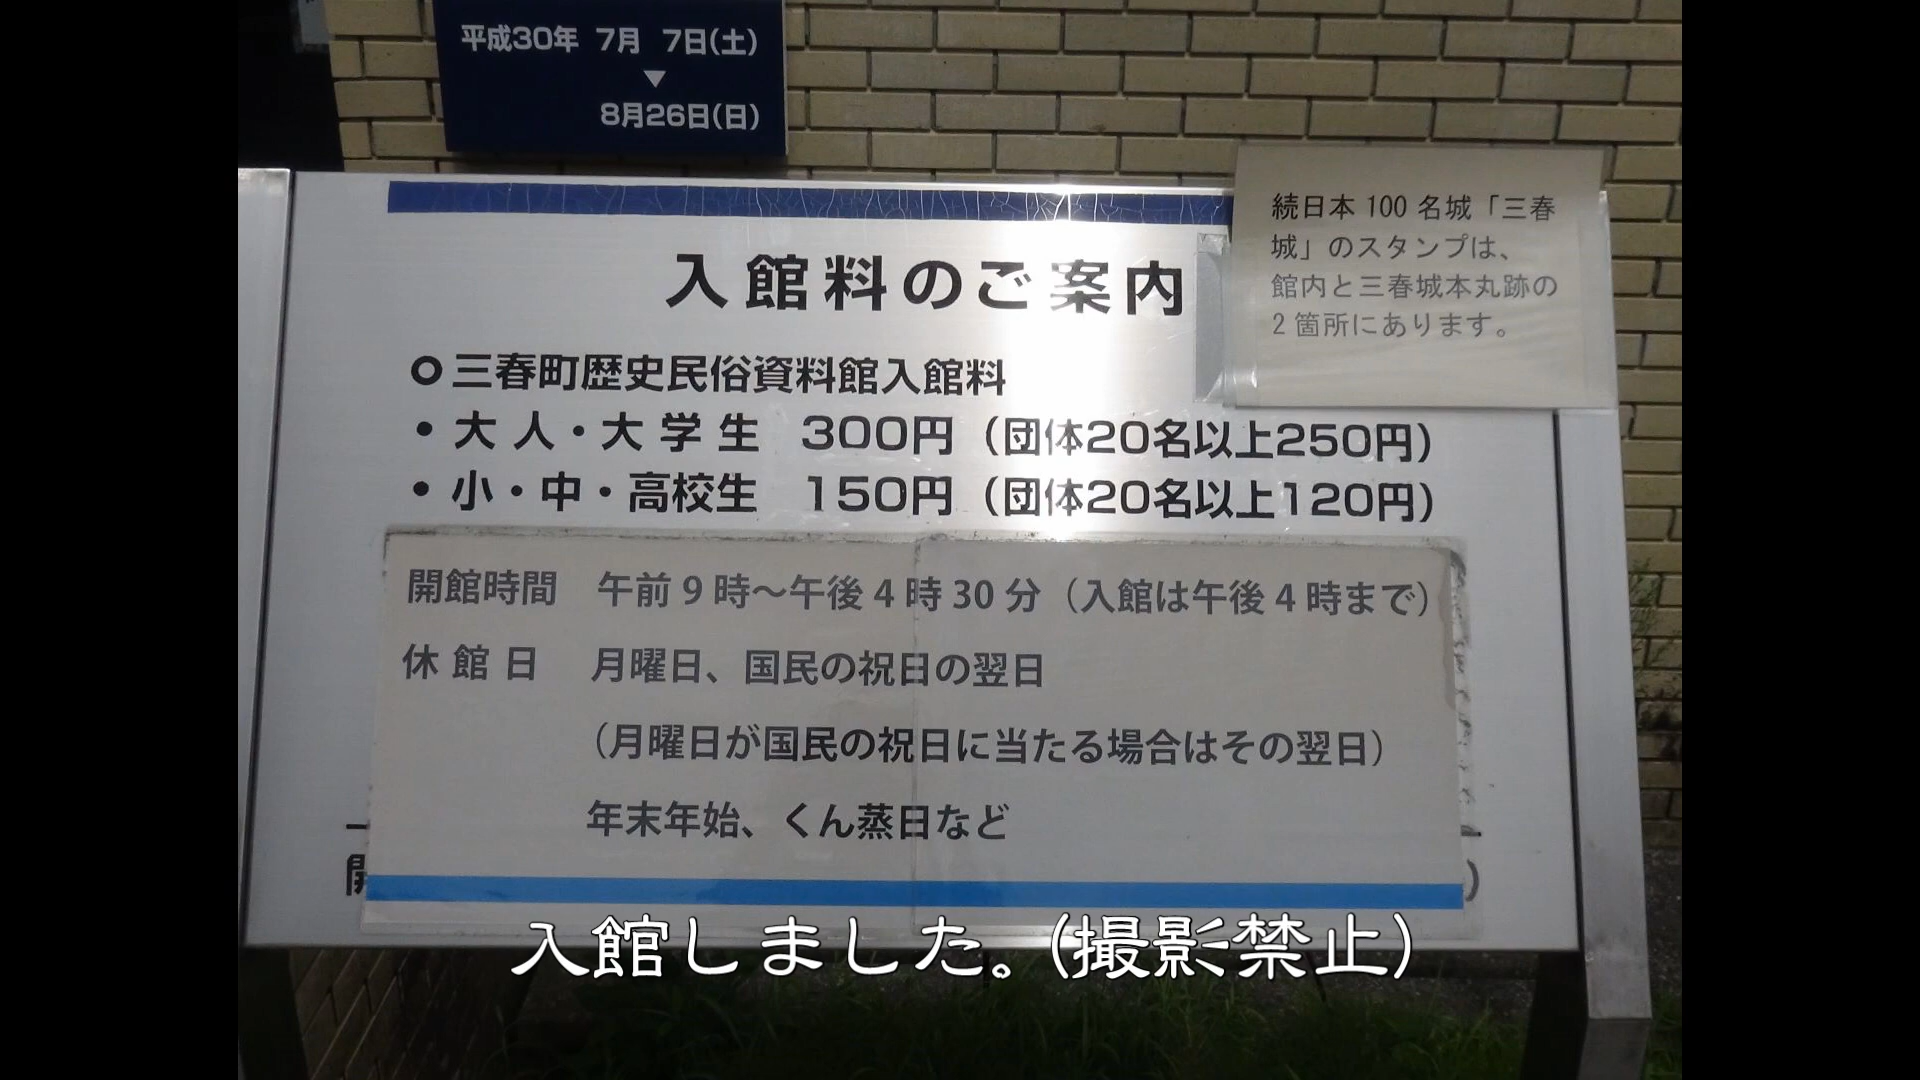 平成30年 7月 7日(土)
▼
8月26日(日)
続日本100名城「三春
城」のスタンプは、
館内と三春城本丸跡の
2箇所にあります。
入館料のご案内
○三春町歴史民俗資料館入館料
・大人・大学生 300円(団体20名以上250円)
・小・中・高校生 150円(団体20名以上120円)
開館時間 午前9時～午後4時30分(入館は午後4時まで)
休館日 月曜日、国民の祝日の翌日
(月曜日が国民の祝日に当たる場合はその翌日)
年末年始、くん蒸日など
入館しました。(撮影禁止)